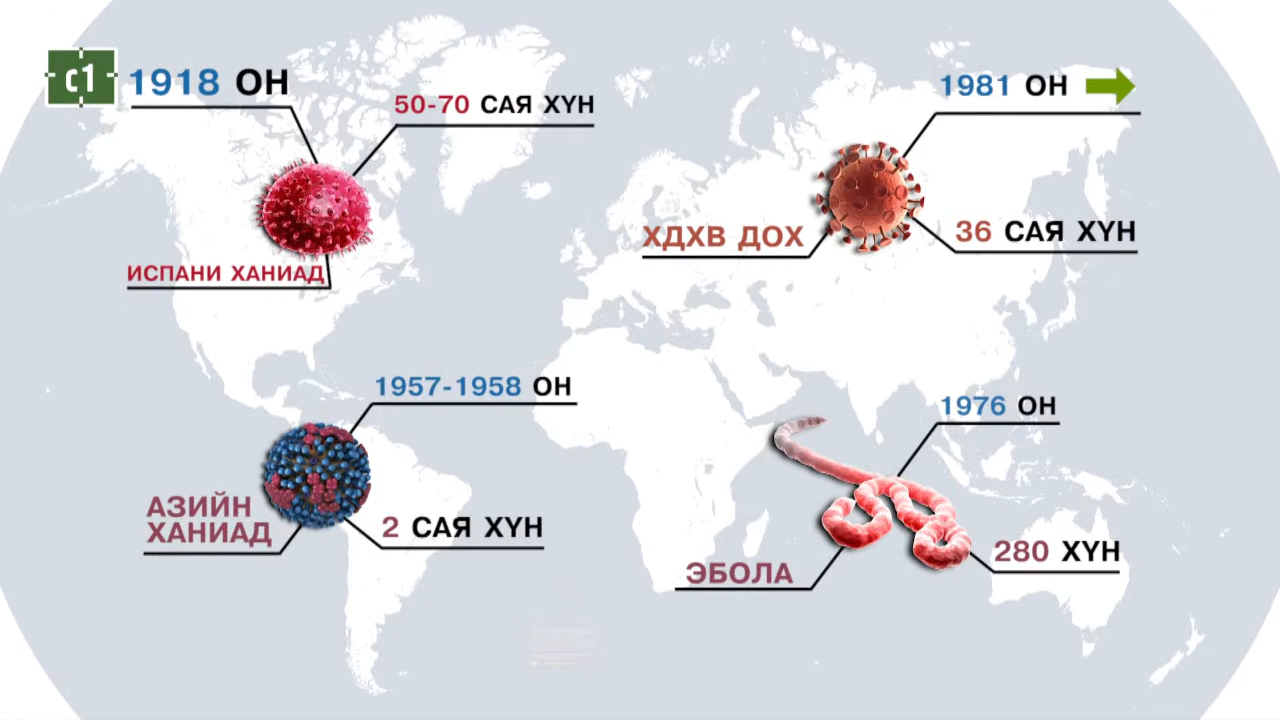 c1
1918 ОН
50-70 САЯ ХҮН
ИСПАНИ ХАНИАД
1981 ОН
ХДХВ ДОХ
36 САЯ ХҮН
1957-1958 ОН
АЗИЙН
ХАНИАД
2 САЯ ХҮН
1976 ОН
ЭБОЛА
280 ХҮН